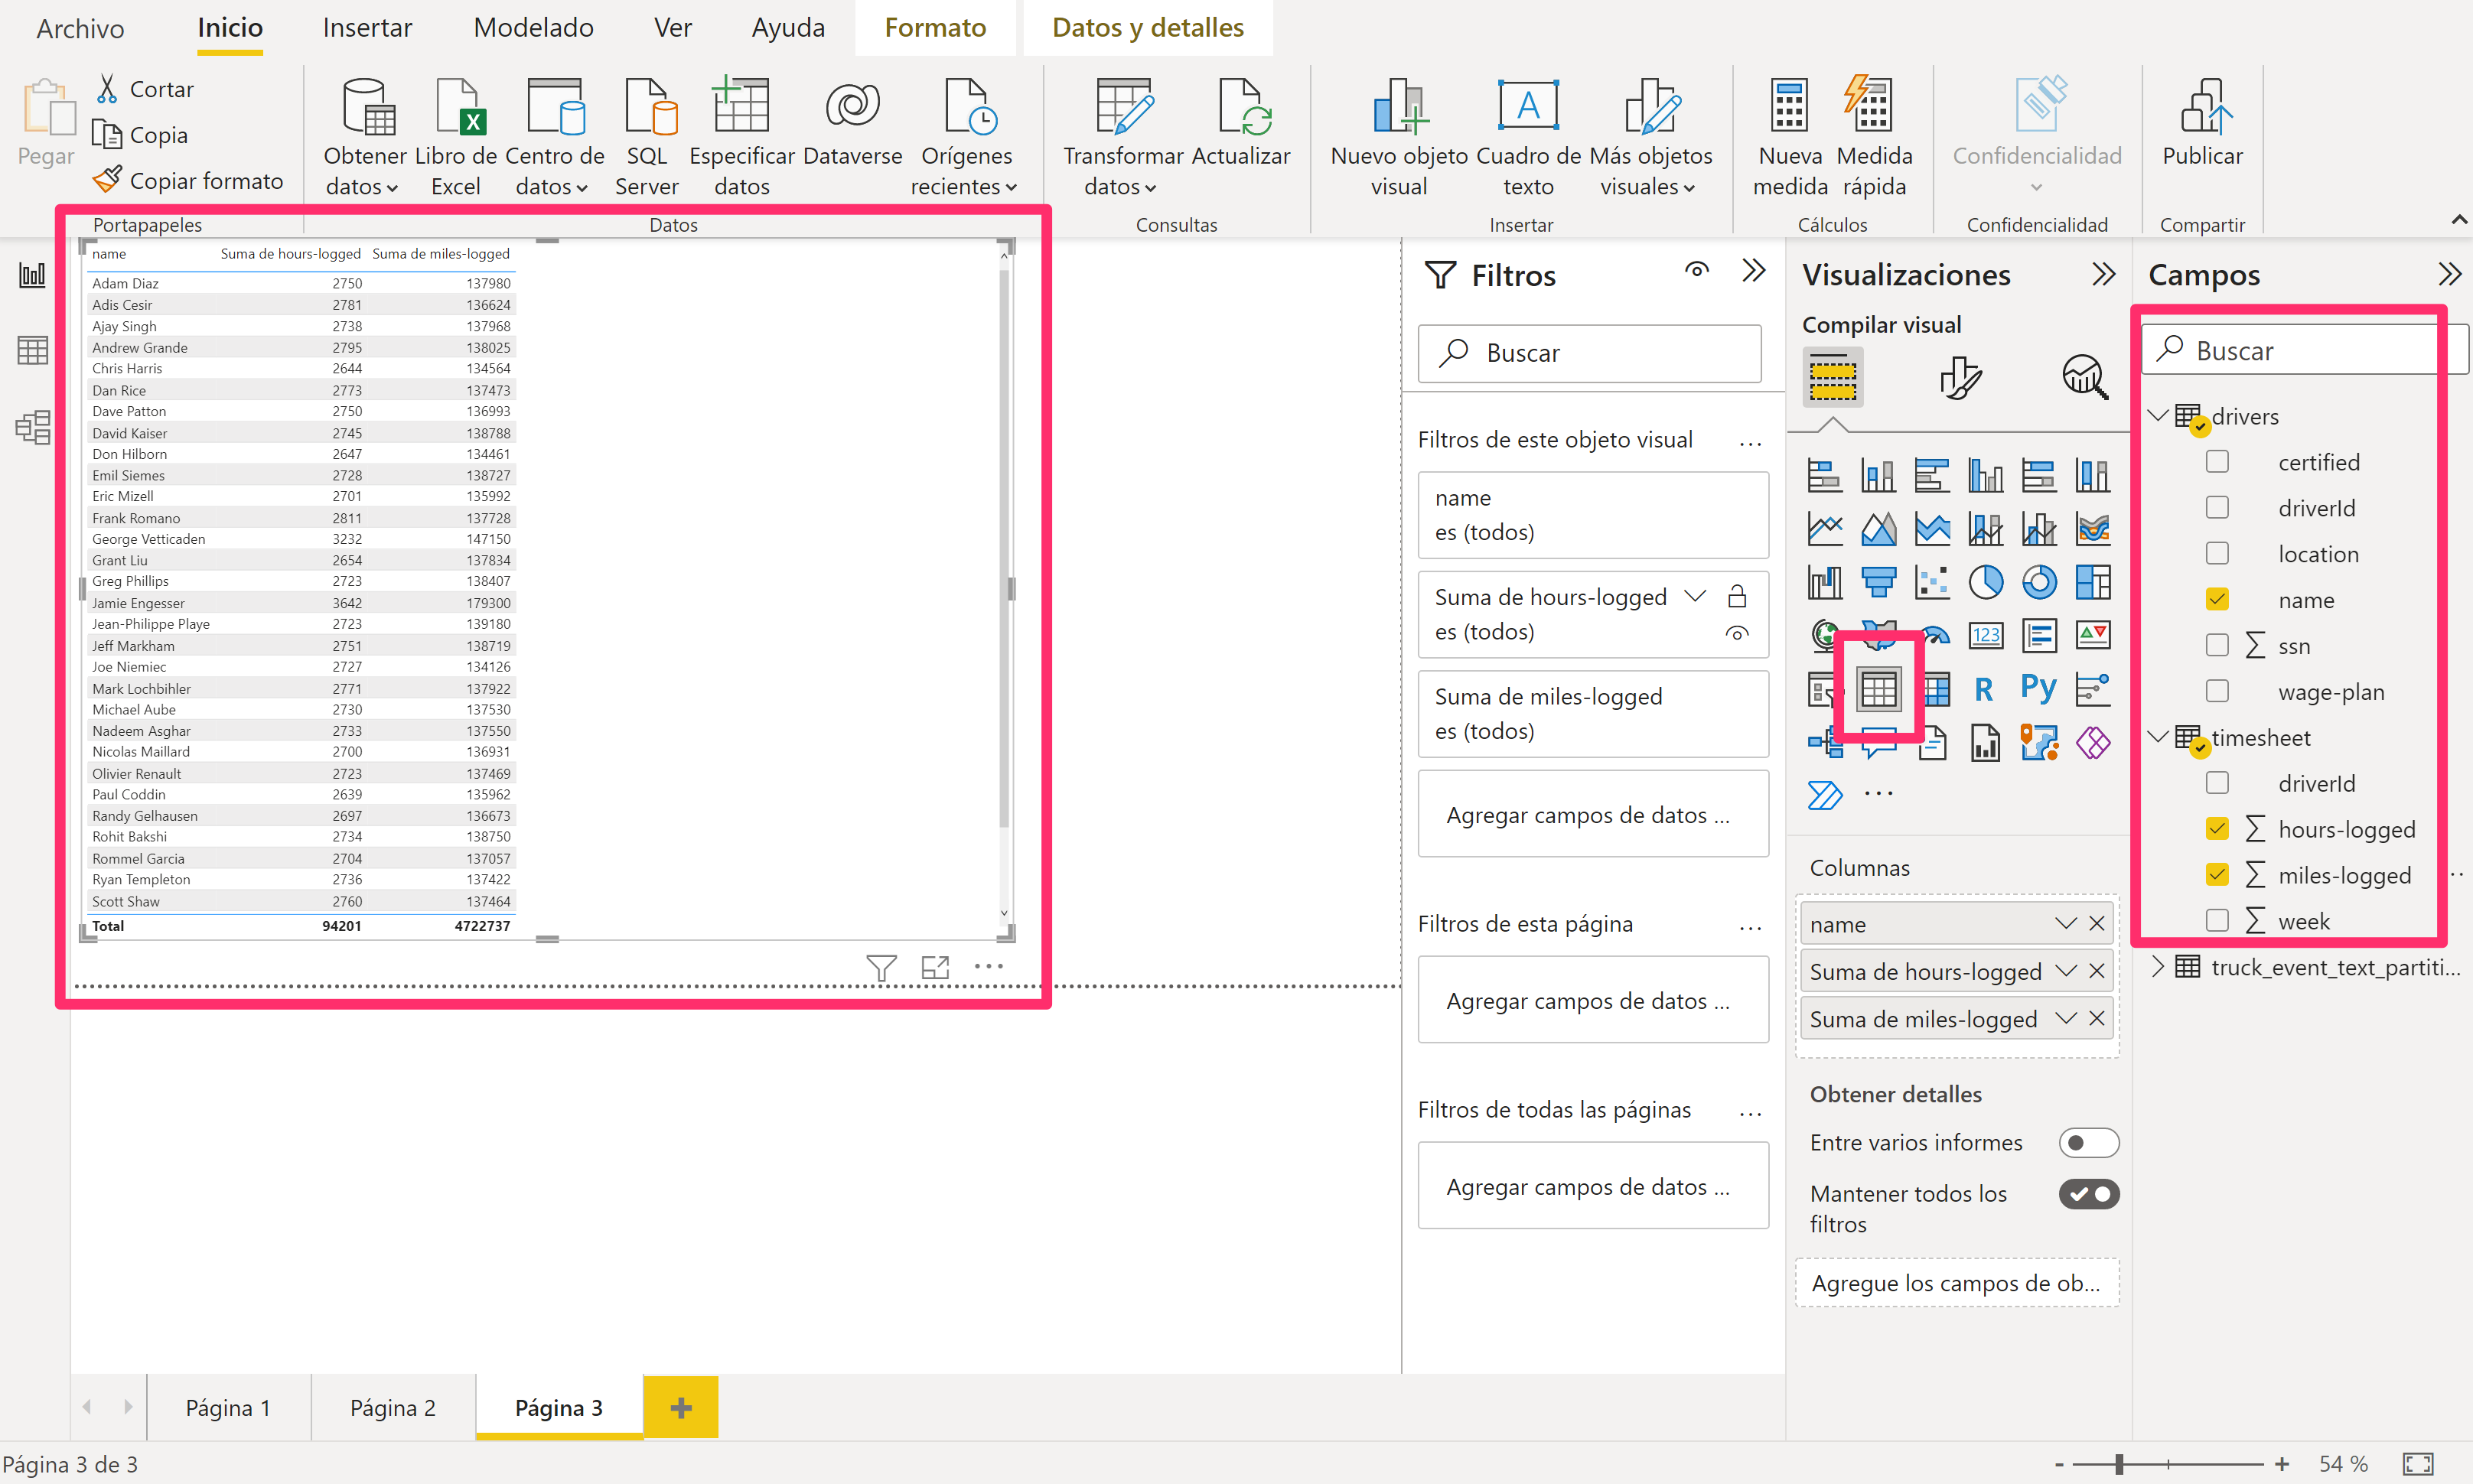 Archivo Inicio Insertar Modelado Ver Ayuda Formato Datos y detalles
Pegar
Cortar
Copia
Copiar formato
Portapapeles
Obtener datos
Libro de Excel
Centro de datos
SQL Server
Especificar datos
Dataverse
Orígenes recientes
Datos
Transformar datos
Actualizar
Consultas
Nuevo objeto visual
Cuadro de texto
Más objetos visuales
Insertar
Nueva medida
Medida rápida
Cálculos
Confidencialidad
Confidencialidad
Publicar
Compartir
name Suma de hours-logged Suma de miles-logged
Adam Diaz 2750 137980
Adis Cesir 2781 136624
Ajay Singh 2738 137968
Andrew Grande 2795 138025
Chris Harris 2644 134564
Dan Rice 2773 137473
Dave Patton 2750 136993
David Kaiser 2745 138788
Don Hilborn 2647 134461
Emil Siemes 2728 138727
Eric Mizell 2701 135992
Frank Romano 2811 137728
George Vetticaden 3232 147150
Grant Liu 2654 137834
Greg Phillips 2723 138407
Jamie Engesser 3642 179300
Jean-Philippe Playe 2723 139180
Jeff Markham 2751 138719
Joe Niemiec 2727 134126
Mark Lochbihler 2771 137922
Michael Aube 2730 137530
Nadeem Asghar 2733 137550
Nicolas Maillard 2700 136931
Olivier Renault 2723 137469
Paul Coddin 2639 135962
Randy Gelhausen 2697 136673
Rohit Bakshi 2734 138750
Rommel Garcia 2704 137057
Ryan Templeton 2736 137422
Scott Shaw 2760 137464
Total 94201 4722737
Filtros
Buscar
Filtros de este objeto visual ...
name
es (todos)
Suma de hours-logged
es (todos)
Suma de miles-logged
es (todos)
Agregar campos de datos ...
Filtros de esta página ...
Agregar campos de datos ...
Filtros de todas las páginas ...
Agregar campos de datos ...
Visualizaciones
Compilar visual
123
R
Py
...
Columnas
name
Suma de hours-logged
Suma de miles-logged
Obtener detalles
Entre varios informes
Mantener todos los
filtros
Agregue los campos de ob...
Campos
Buscar
drivers
certified
driverId
location
name
∑ ssn
wage-plan
timesheet
driverId
∑ hours-logged
∑ miles-logged
∑ week
truck_event_text_partiti...
Página 1 Página 2 Página 3 +
Página 3 de 3
- + 54 %